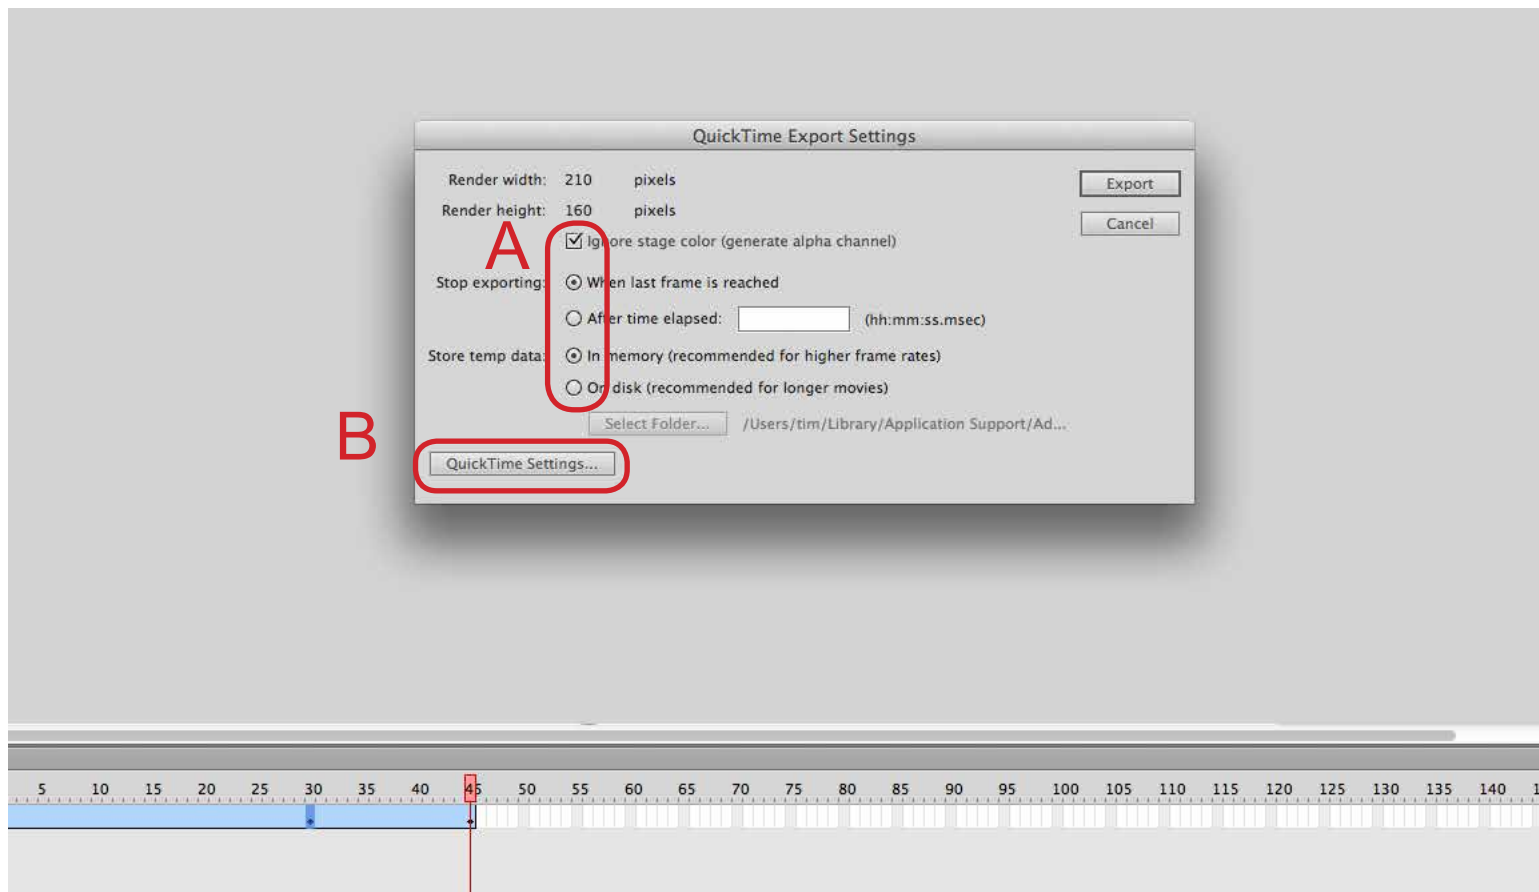 QuickTime Export Settings
Render width: 210 pixels
Export
Render height: 160 pixels
Cancel
A
Ignore stage color (generate alpha channel)
Stop exporting: When last frame is reached
After time elapsed: (hh:mm:ss.msec)
Store temp data: In memory (recommended for higher frame rates)
On disk (recommended for longer movies)
B
Select Folder... /Users/tim/Library/Application Support/Ad...
QuickTime Settings...
5 10 15 20 25 30 35 40 45 50 55 60 65 70 75 80 85 90 95 100 105 110 115 120 125 130 135 140 1